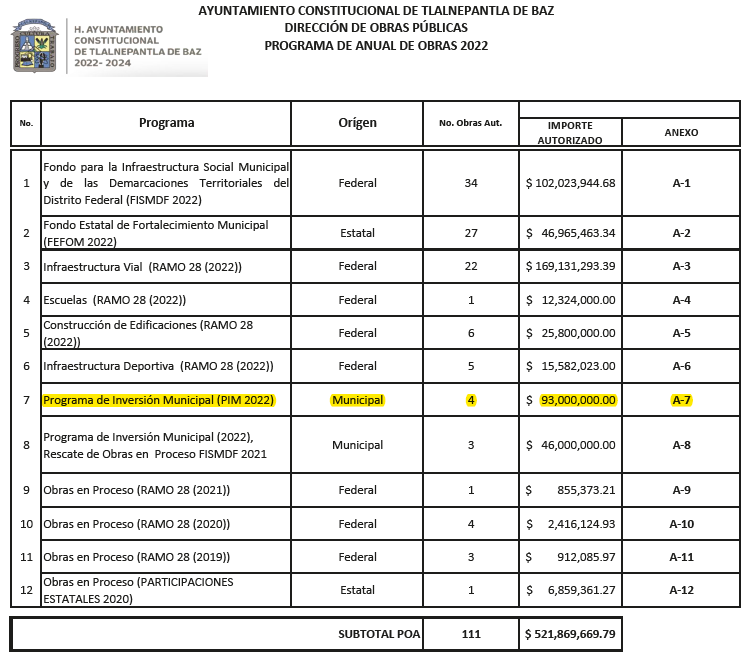 AYUNTAMIENTO CONSTITUCIONAL DE TLALNEPANTLA DE BAZ
DIRECCIÓN DE OBRAS PÚBLICAS
PROGRAMA DE ANUAL DE OBRAS 2022
H. AYUNTAMIENTO
CONSTITUCIONAL
DE TLALNEPANTLA DE BAZ
2022- 2024
No. Programa Orígen No. Obras Aut. IMPORTE AUTORIZADO ANEXO
1 Fondo para la Infraestructura Social Municipal
y de las Demarcaciones Territoriales del
Distrito Federal (FISMDF 2022) Federal 34 $ 102,023,944.68 A-1
2 Fondo Estatal de Fortalecimiento Municipal
(FEFOM 2022) Estatal 27 $ 46,965,463.34 A-2
3 Infraestructura Vial (RAMO 28 (2022)) Federal 22 $ 169,131,293.39 A-3
4 Escuelas (RAMO 28 (2022)) Federal 1 $ 12,324,000.00 A-4
5 Construcción de Edificaciones (RAMO 28
(2022)) Federal 6 $ 25,800,000.00 A-5
6 Infraestructura Deportiva (RAMO 28 (2022)) Federal 5 $ 15,582,023.00 A-6
7 Programa de Inversión Municipal (PIM 2022) Municipal 4 $ 93,000,000.00 A-7
8 Programa de Inversión Municipal (2022),
Rescate de Obras en Proceso FISMDF 2021 Municipal 3 $ 46,000,000.00 A-8
9 Obras en Proceso (RAMO 28 (2021)) Federal 1 $ 855,373.21 A-9
10 Obras en Proceso (RAMO 28 (2020)) Federal 4 $ 2,416,124.93 A-10
11 Obras en Proceso (RAMO 28 (2019)) Federal 3 $ 912,085.97 A-11
12 Obras en Proceso (PARTICIPACIONES
ESTATALES 2020) Estatal 1 $ 6,859,361.27 A-12
SUBTOTAL POA 111 $ 521,869,669.79